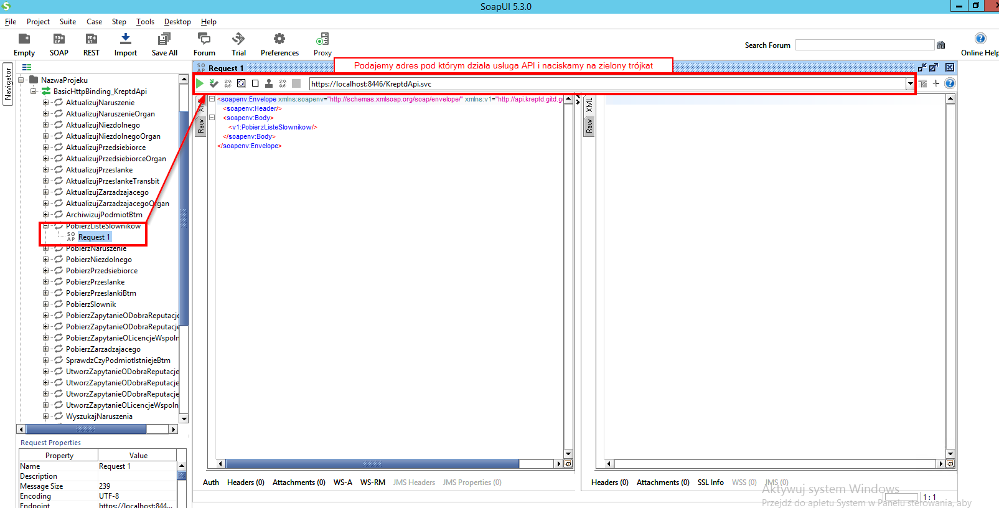 SoapUI 5.3.0
File Project Suite Case Step Tools Desktop Help
Empty SOAP REST Import Save All Forum Trial Preferences Proxy
Search Forum
Online Help
Navigator
NazwaProjeku
BasicHttpBinding_KreptdApi
AktualizujNaruszenie
AktualizujNaruszenieOrgan
AktualizujNiezdolnego
AktualizujNiezdolnegoOrgan
AktualizujPrzedsiebiorce
AktualizujPrzedsiebiorceOrgan
AktualizujPrzeslanke
AktualizujPrzeslankeTransbit
AktualizujZarzadzajacego
AktualizujZarzadzajacegoOrgan
ArchiwizujPodmiotBtm
PobierzListeSlownikow
Request 1
PobierzNaruszenie
PobierzNiezdolnego
PobierzPrzedsiebiorce
PobierzPrzeslanke
PobierzPrzeslankiBtm
PobierzSlownik
PobierzZapytanieODobraReputacje
PobierzZapytanieODobraReputacje
PobierzZapytanieOLicencjeWspoln
PobierzZarzadzajacego
SprawdzCzyPodmiotIstniejeBtm
UtworzZapytanieODobraReputacje
UtworzZapytanieODobraReputacje
UtworzZapytanieODobraReputacje
UtworzZapytanieOLicencjeWspoln
WyszukajNaruszenia
Request Properties
Property Value
Name Request 1
Description
Message Size 239
Encoding UTF-8
Endpoint https://localhost:844...
Request 1
Podajemy adres pod którym działa usługa API i naciskamy na zielony trójkat
https://localhost:8446/KreptdApi.svc
XML
Raw
<soapenv:Envelope xmlns:soapenv="http://schemas.xmlsoap.org/soap/envelope/" xmlns:v1="http://api.kreptd.gitd.g
<soapenv:Header/>
<soapenv:Body>
<v1:PobierzListeSlownikow/>
</soapenv:Body>
</soapenv:Envelope>
XML
Raw
Auth Headers (0) Attachments (0) WS-A WS-RM JMS Headers JMS Properties (0)
Headers (0) Attachments (0) SSL Info WSS (0) JMS (0)
Aktywuj system Windows
1 : 1
Przejdź do apletu System w Panelu sterowania, aby